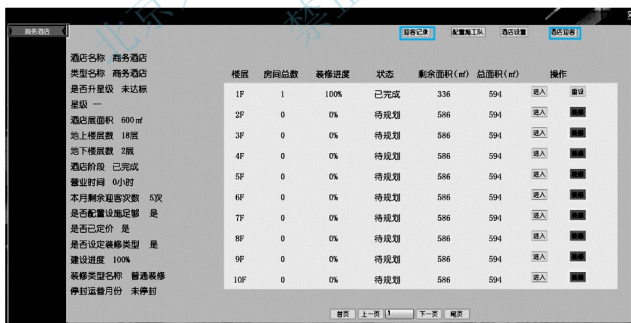 商务酒店
迎客记录 配置施工队 酒店设置 酒店迎客
酒店名称 商务酒店
类型名称 商务酒店
是否升星级 未达标
星级 一
酒店层面积 600㎡
地上楼层数 18层
地下楼层数 2层
酒店阶段 已完成
营业时间 0小时
本月剩余迎客次数 5次
是否配置设施足够 是
是否已定价 是
是否设定装修类型 是
建设进度 100%
装修类型名称 普通装修
停封运营月份 未停封
楼层 房间总数 装修进度 状态 剩余面积(㎡) 总面积(㎡) 操作
1F 1 100% 已完成 336 594 进入 重设
2F 0 0% 待规划 586 594 进入
3F 0 0% 待规划 586 594 进入
4F 0 0% 待规划 586 594 进入
5F 0 0% 待规划 586 594 进入
6F 0 0% 待规划 586 594 进入
7F 0 0% 待规划 586 594 进入
8F 0 0% 待规划 586 594 进入
9F 0 0% 待规划 586 594 进入
10F 0 0% 待规划 586 594 进入
首页 上一页 1 下一页 尾页